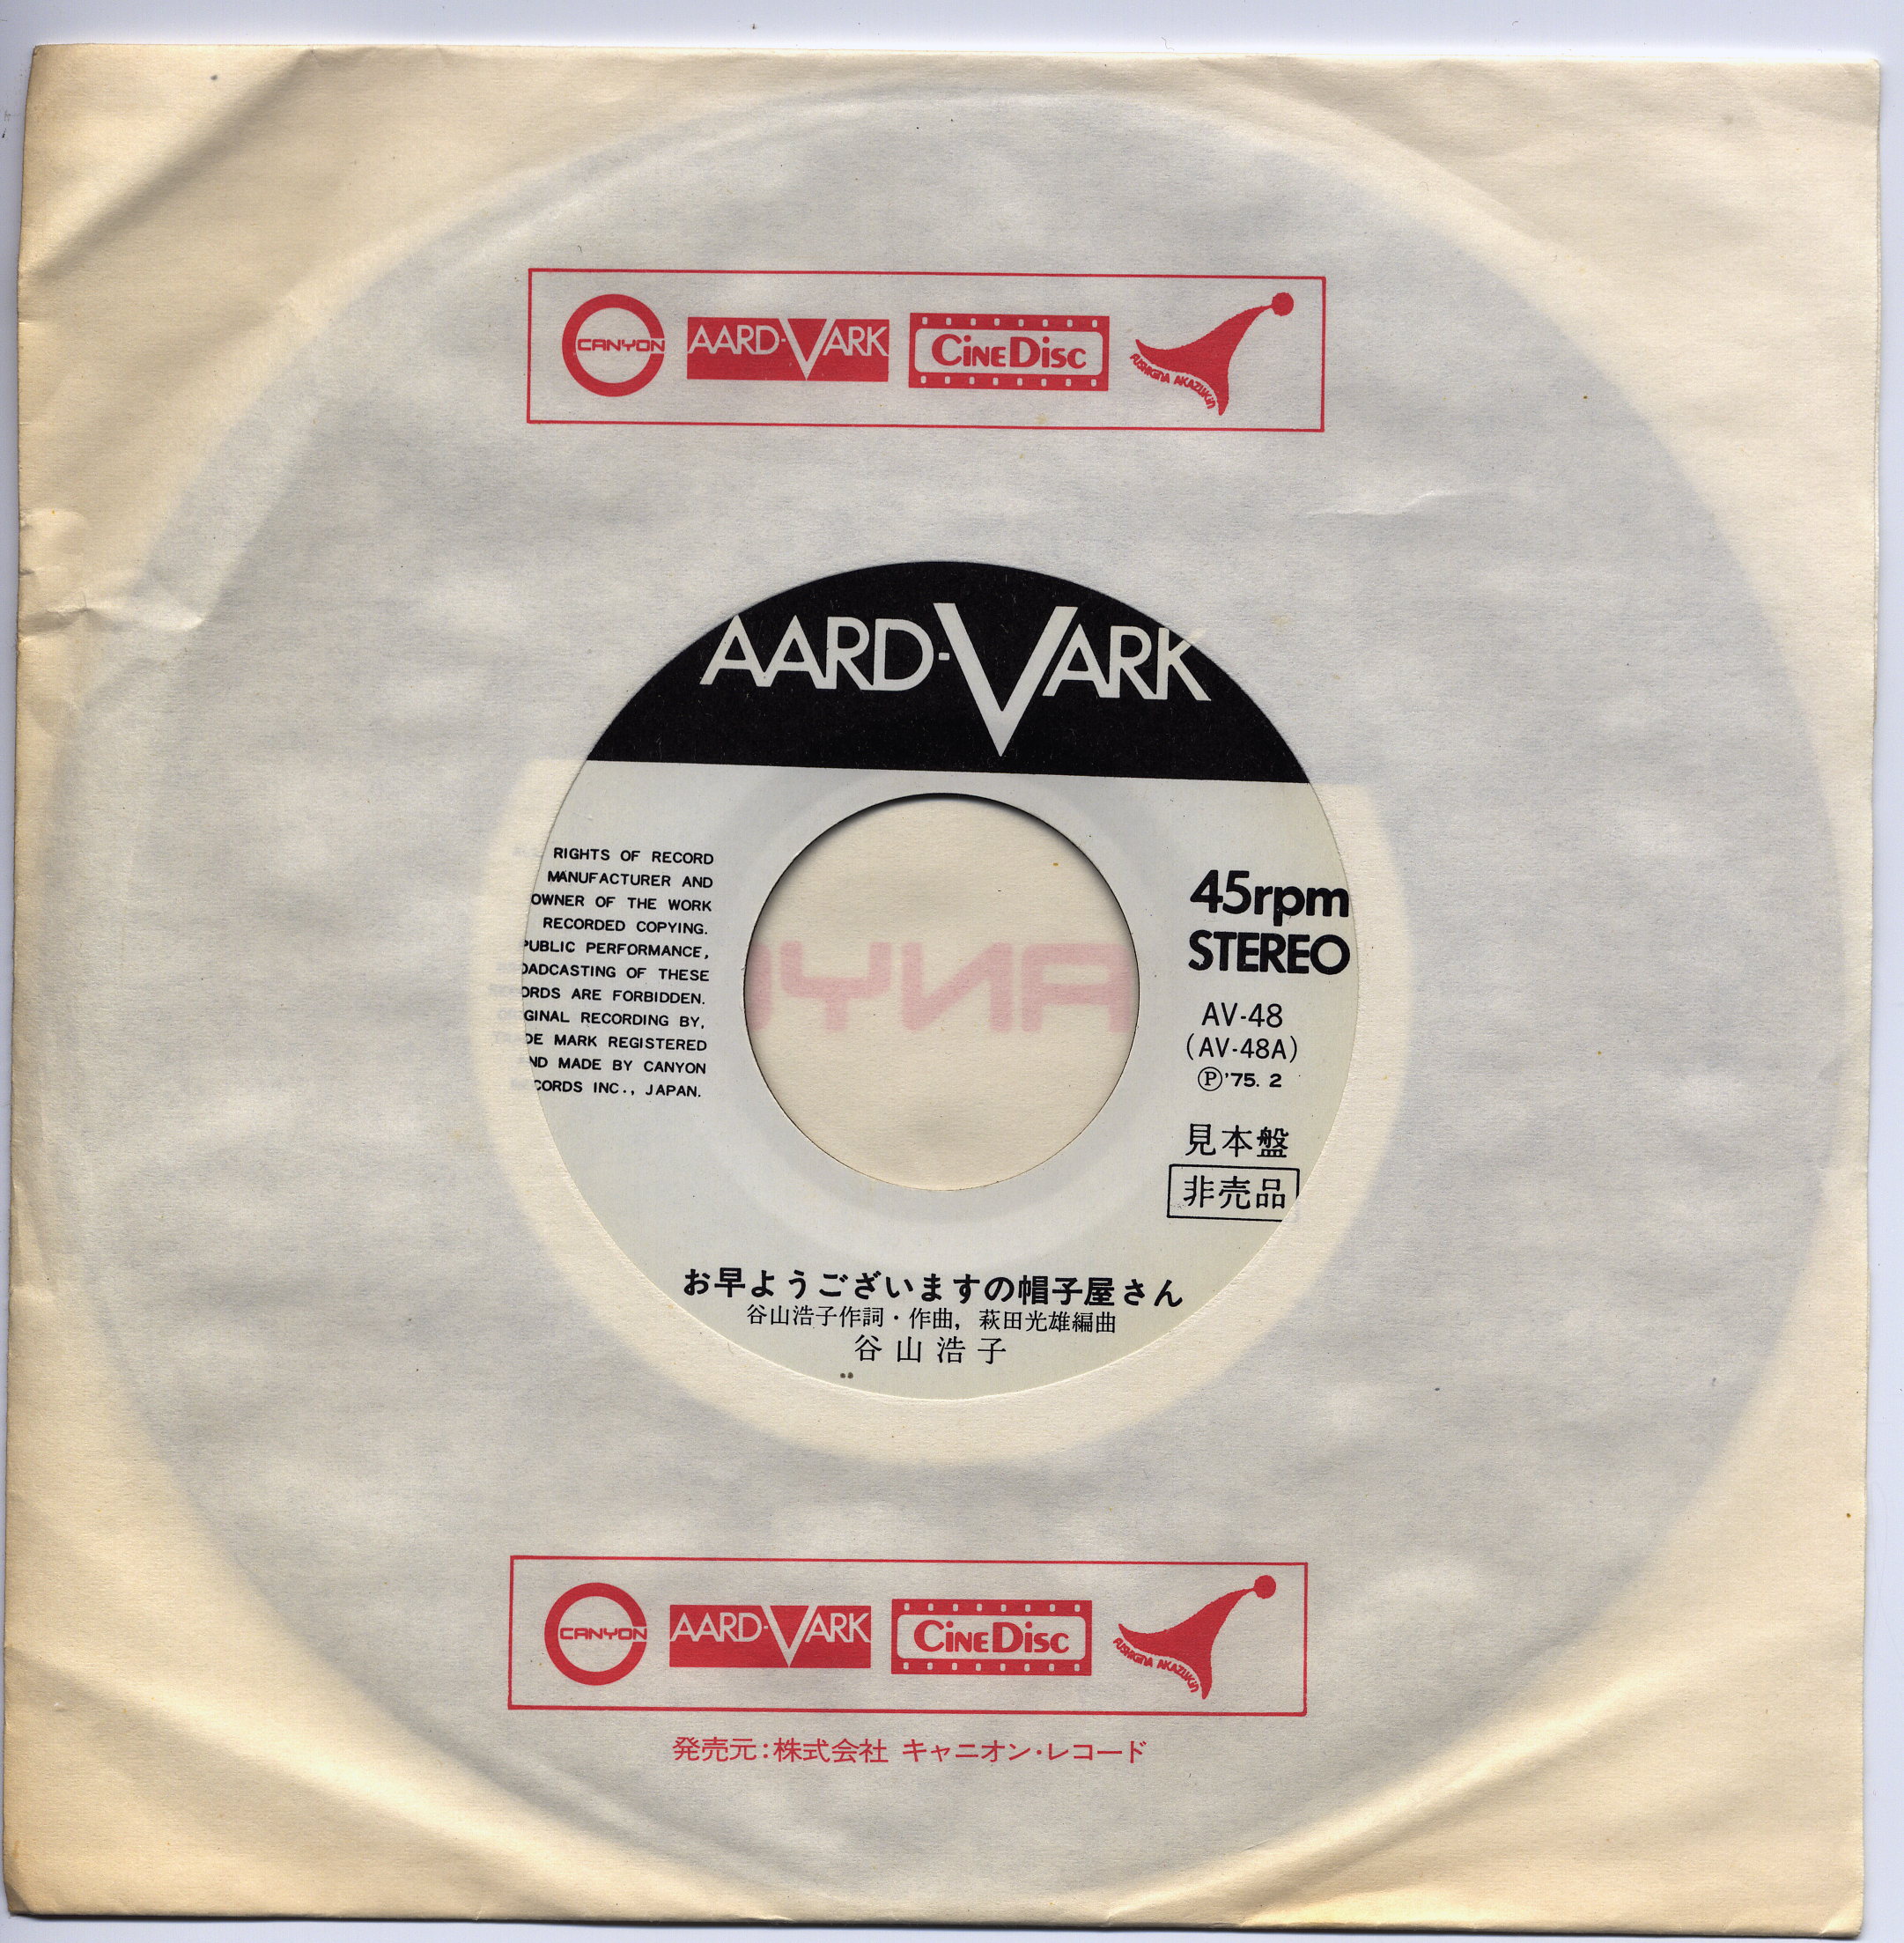 CANYON AARD-VARK CINEDISC FUSHIGINA AKAZUKIN
AARD-VARK
RIGHTS OF RECORD
MANUFACTURER AND
OWNER OF THE WORK
RECORDED COPYING.
PUBLIC PERFORMANCE,
OADCASTING OF THESE
ORDS ARE FORBIDDEN.
GINAL RECORDING BY,
DE MARK REGISTERED
ND MADE BY CANYON
CORDS INC., JAPAN.
45rpm
STEREO
AV-48
(AV-48A)
Ⓟ'75. 2
見本盤
非売品
お早ようございますの帽子屋さん
谷山浩子作詞・作曲, 萩田光雄編曲
谷山浩子
CANYON AARD-VARK CINEDISC FUSHIGINA AKAZUKIN
発売元:株式会社 キャニオン・レコード